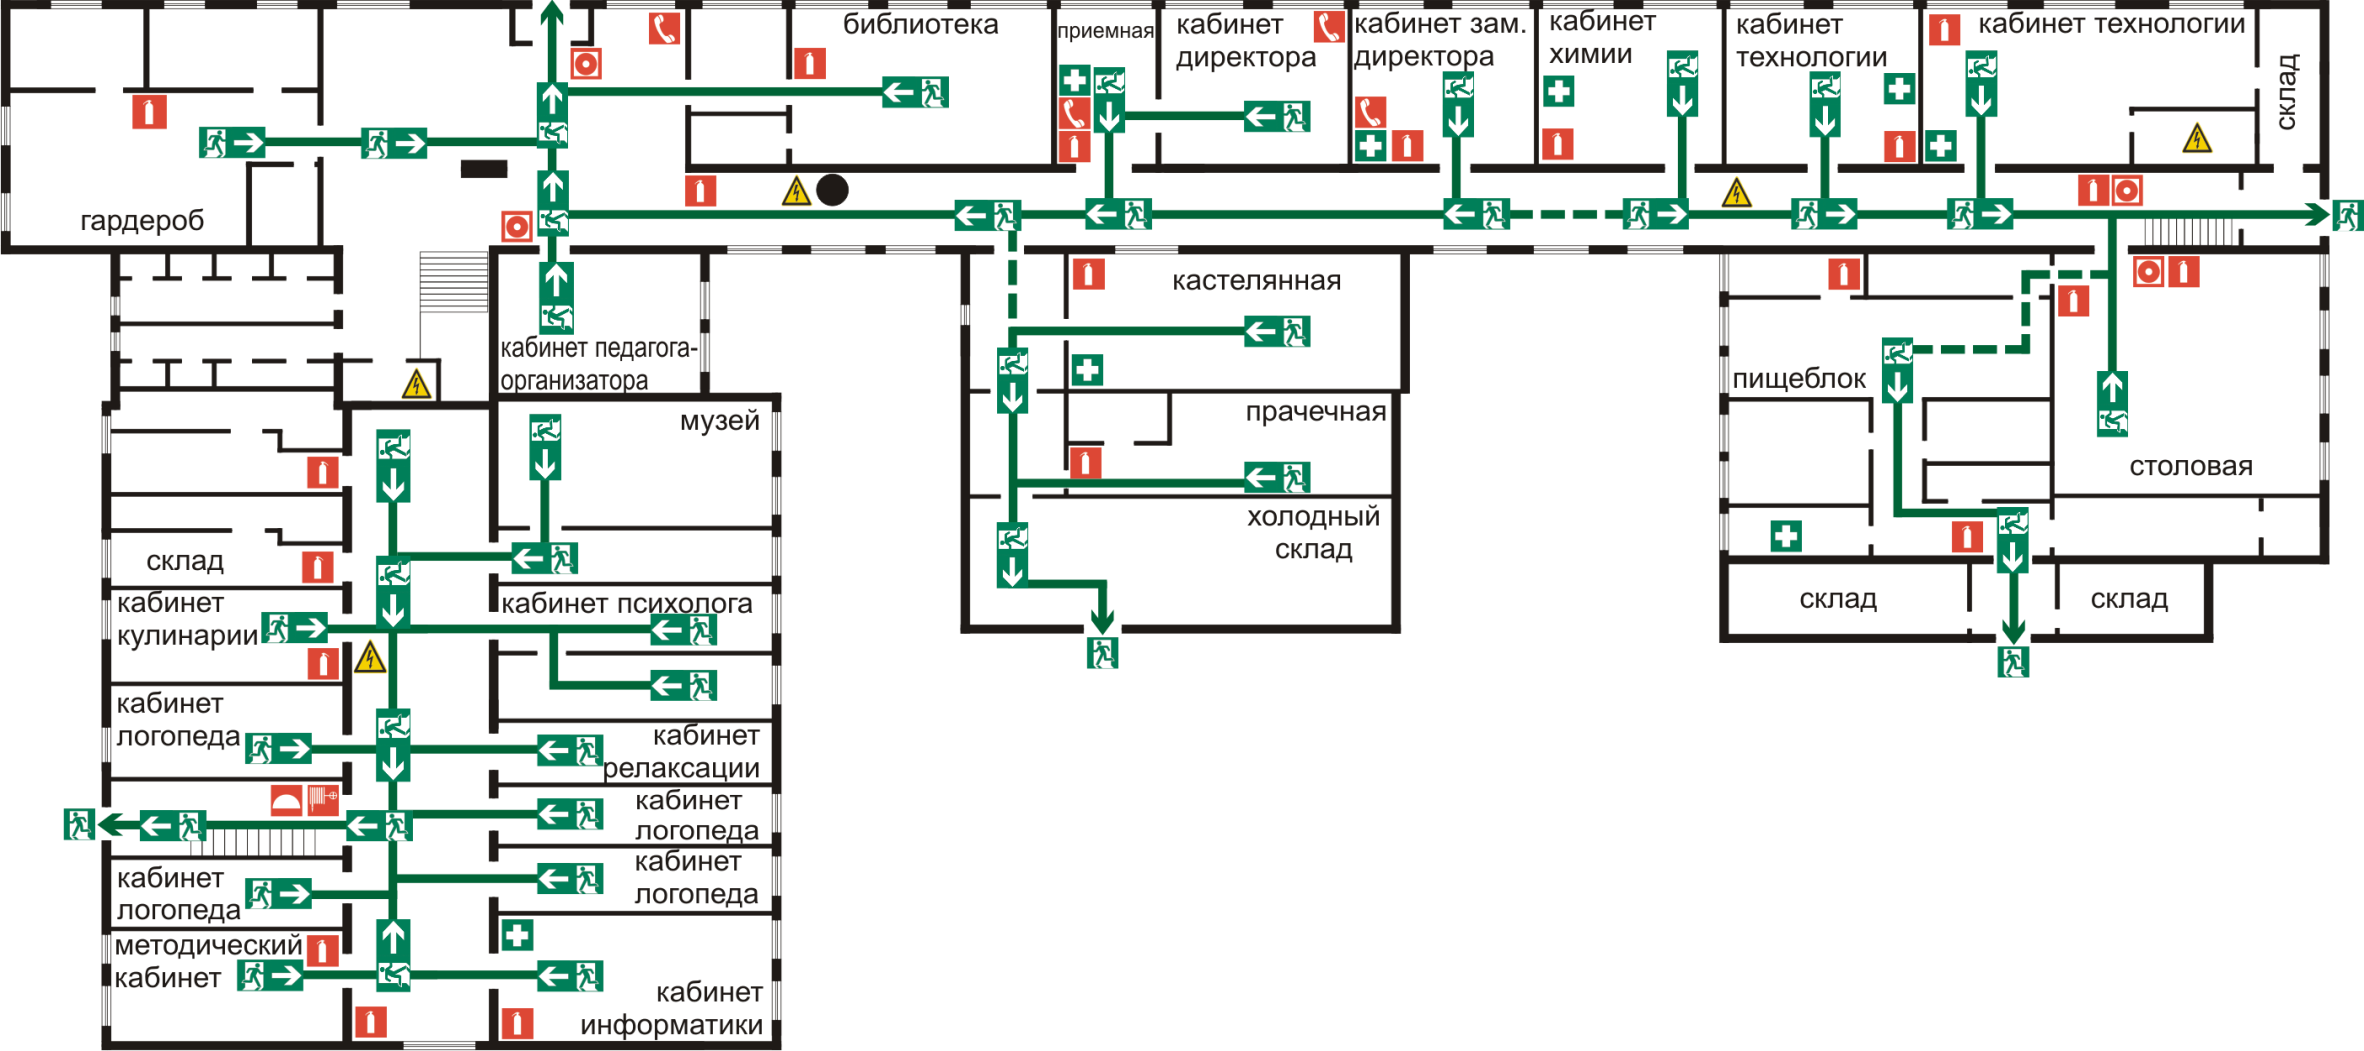 библиотека
приемная
кабинет
директора
кабинет зам.
директора
кабинет
химии
кабинет
технологии
кабинет технологии
склад
гардероб
кабинет педагога-
организатора
кастелянная
прачечная
холодный
склад
пищеблок
столовая
склад
склад
музей
склад
кабинет
кулинарии
кабинет психолога
кабинет
логопеда
кабинет
релаксации
кабинет
логопеда
кабинет
логопеда
кабинет
логопеда
методический
кабинет
кабинет
информатики